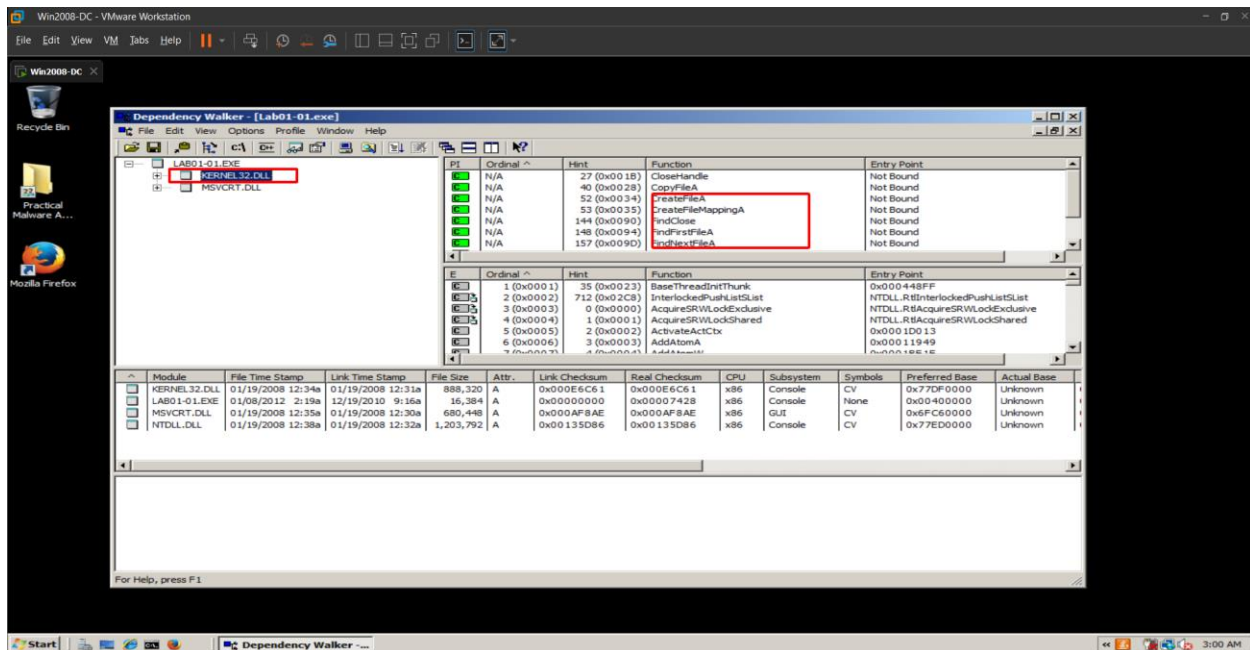 Win2008-DC - VMware Workstation
File Edit View VM Tabs Help
Win2008-DC
Recycle Bin
Practical
Malware A...
Mozilla Firefox
Dependency Walker - [Lab01-01.exe]
File Edit View Options Profile Window Help
LAB01-01.EXE
KERNEL32.DLL
MSVCRT.DLL
PI Ordinal ^ Hint Function Entry Point
N/A 27 (0x001B) CloseHandle Not Bound
N/A 40 (0x0028) CopyFileA Not Bound
N/A 52 (0x0034) CreateFileA Not Bound
N/A 53 (0x0035) CreateFileMappingA Not Bound
N/A 144 (0x0090) FindClose Not Bound
N/A 148 (0x0094) FindFirstFileA Not Bound
N/A 157 (0x009D) FindNextFileA Not Bound
E Ordinal ^ Hint Function Entry Point
1 (0x0001) 35 (0x0023) BaseThreadInitThunk 0x000448FF
2 (0x0002) 712 (0x02C8) InterlockedPushListSList NTDLL.RtlInterlockedPushListSList
3 (0x0003) 0 (0x0000) AcquireSRWLockExclusive NTDLL.RtlAcquireSRWLockExclusive
4 (0x0004) 1 (0x0001) AcquireSRWLockShared NTDLL.RtlAcquireSRWLockShared
5 (0x0005) 2 (0x0002) ActivateActCtx 0x0001D013
6 (0x0006) 3 (0x0003) AddAtomA 0x00011949
^ Module File Time Stamp Link Time Stamp File Size Attr. Link Checksum Real Checksum CPU Subsystem Symbols Preferred Base Actual Base
KERNEL32.DLL 01/19/2008 12:34a 01/19/2008 12:31a 888,320 A 0x000E6C61 0x000E6C61 x86 Console CV 0x77DF0000 Unknown
LAB01-01.EXE 01/08/2012 2:19a 12/19/2010 9:16a 16,384 A 0x00000000 0x00007428 x86 Console None 0x00400000 Unknown
MSVCRT.DLL 01/19/2008 12:35a 01/19/2008 12:30a 680,448 A 0x000AF8AE 0x000AF8AE x86 GUI CV 0x6FC60000 Unknown
NTDLL.DLL 01/19/2008 12:38a 01/19/2008 12:32a 1,203,792 A 0x00135D86 0x00135D86 x86 Console CV 0x77ED0000 Unknown
For Help, press F1
Start Dependency Walker -... 3:00 AM